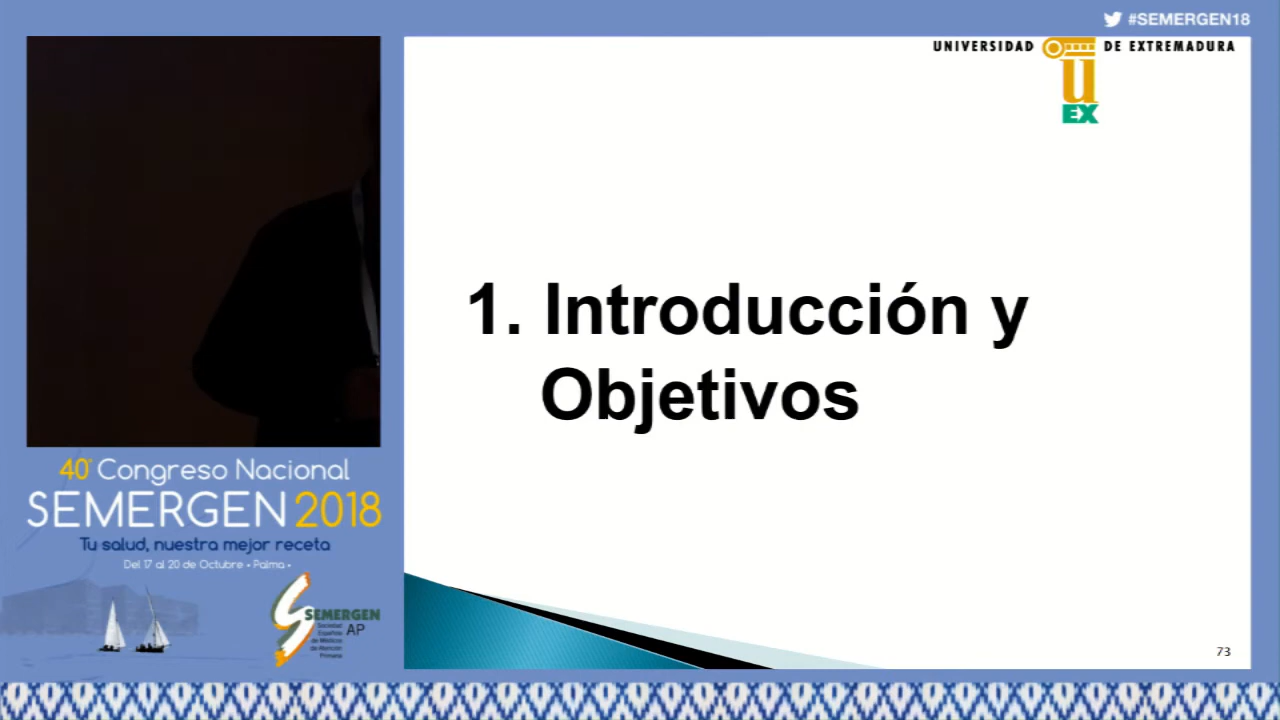 #SEMERGEN18
UNIVERSIDAD DE EXTREMADURA
u
EX
1. Introducción y
Objetivos
73
40º Congreso Nacional
SEMERGEN 2018
Tu salud, nuestra mejor receta
Del 17 al 20 de Octubre • Palma •
SEMERGEN
AP
Sociedad
Española
de Médicos
de Atención
Primaria